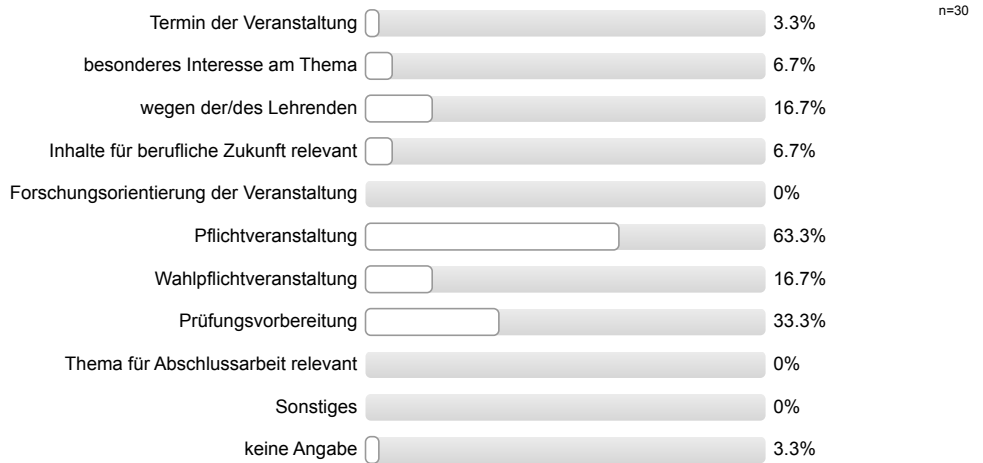 n=30
Termin der Veranstaltung 3.3%
besonderes Interesse am Thema 6.7%
wegen der/des Lehrenden 16.7%
Inhalte für berufliche Zukunft relevant 6.7%
Forschungsorientierung der Veranstaltung 0%
Pflichtveranstaltung 63.3%
Wahlpflichtveranstaltung 16.7%
Prüfungsvorbereitung 33.3%
Thema für Abschlussarbeit relevant 0%
Sonstiges 0%
keine Angabe 3.3%